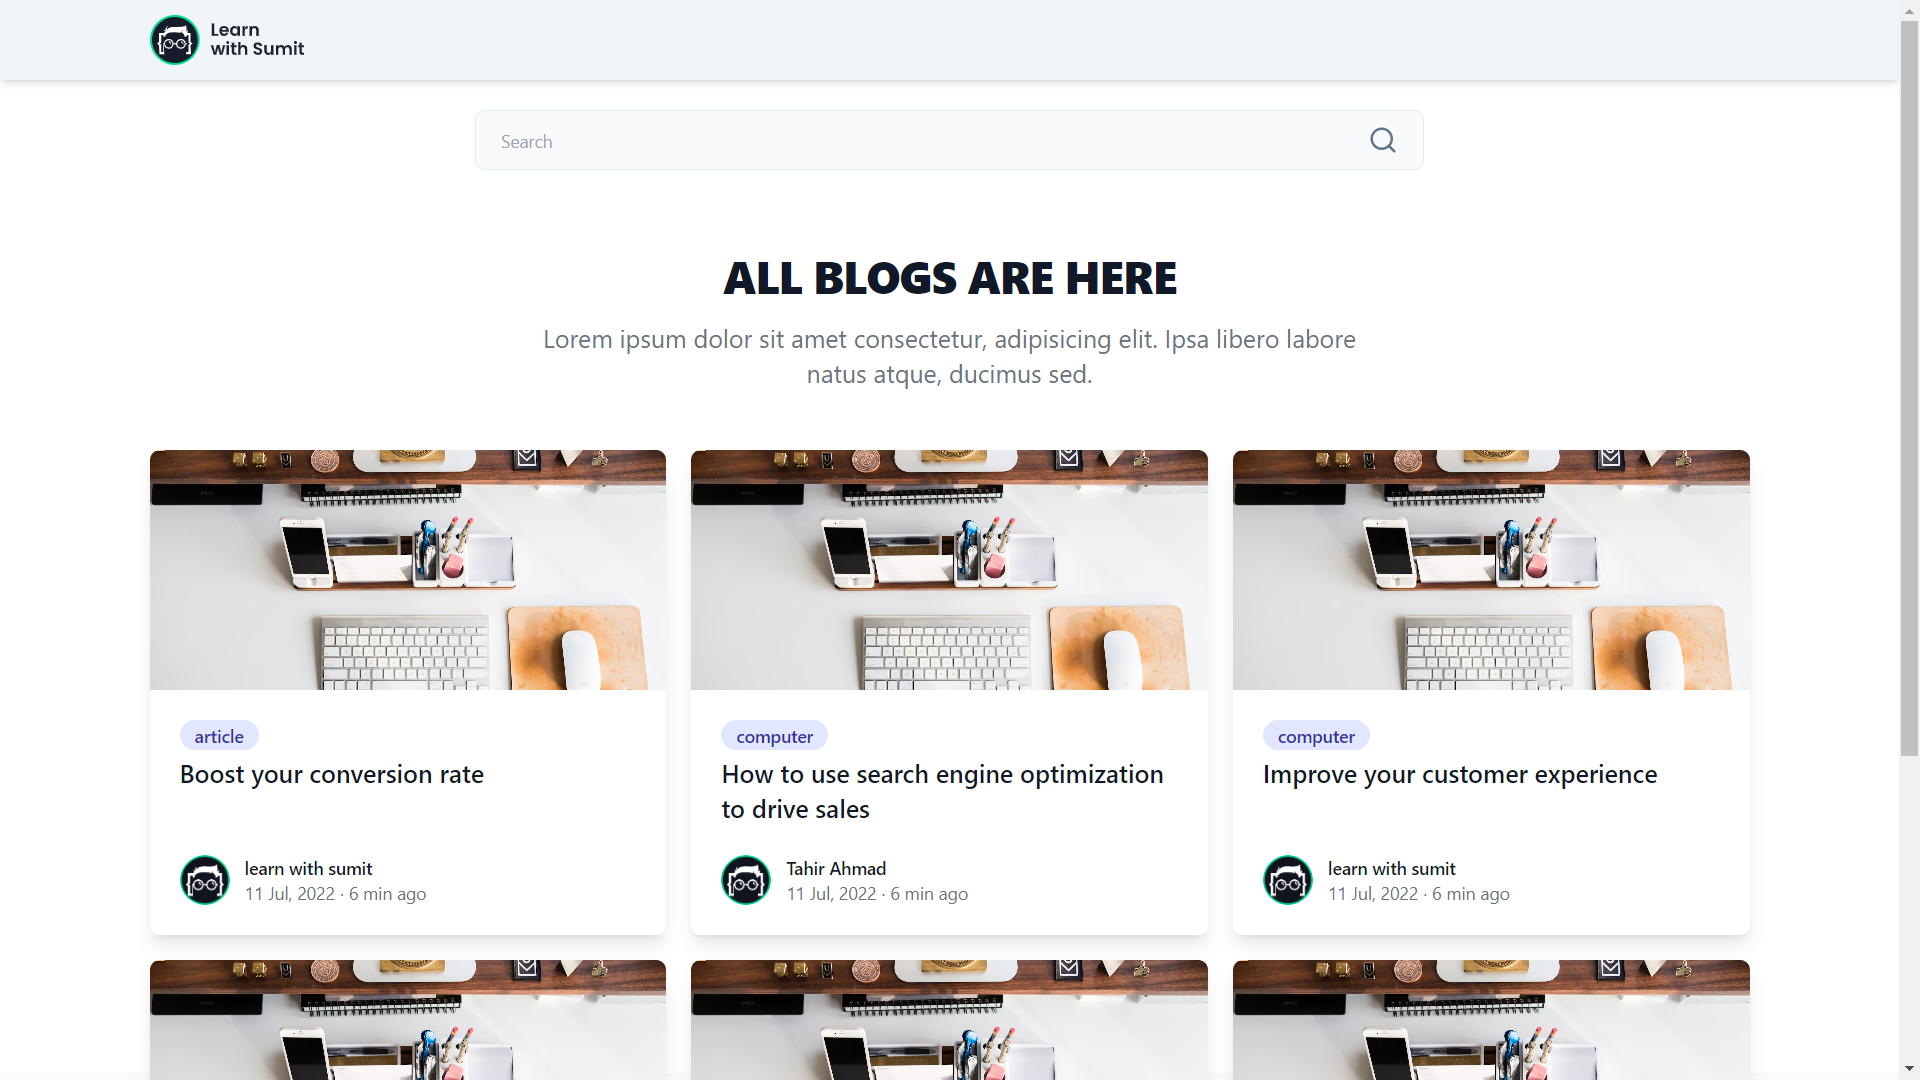 Learn
with Sumit
Search
ALL BLOGS ARE HERE
Lorem ipsum dolor sit amet consectetur, adipisicing elit. Ipsa libero labore
natus atque, ducimus sed.
article
Boost your conversion rate
learn with sumit
11 Jul, 2022 · 6 min ago
computer
How to use search engine optimization
to drive sales
Tahir Ahmad
11 Jul, 2022 · 6 min ago
computer
Improve your customer experience
learn with sumit
11 Jul, 2022 · 6 min ago